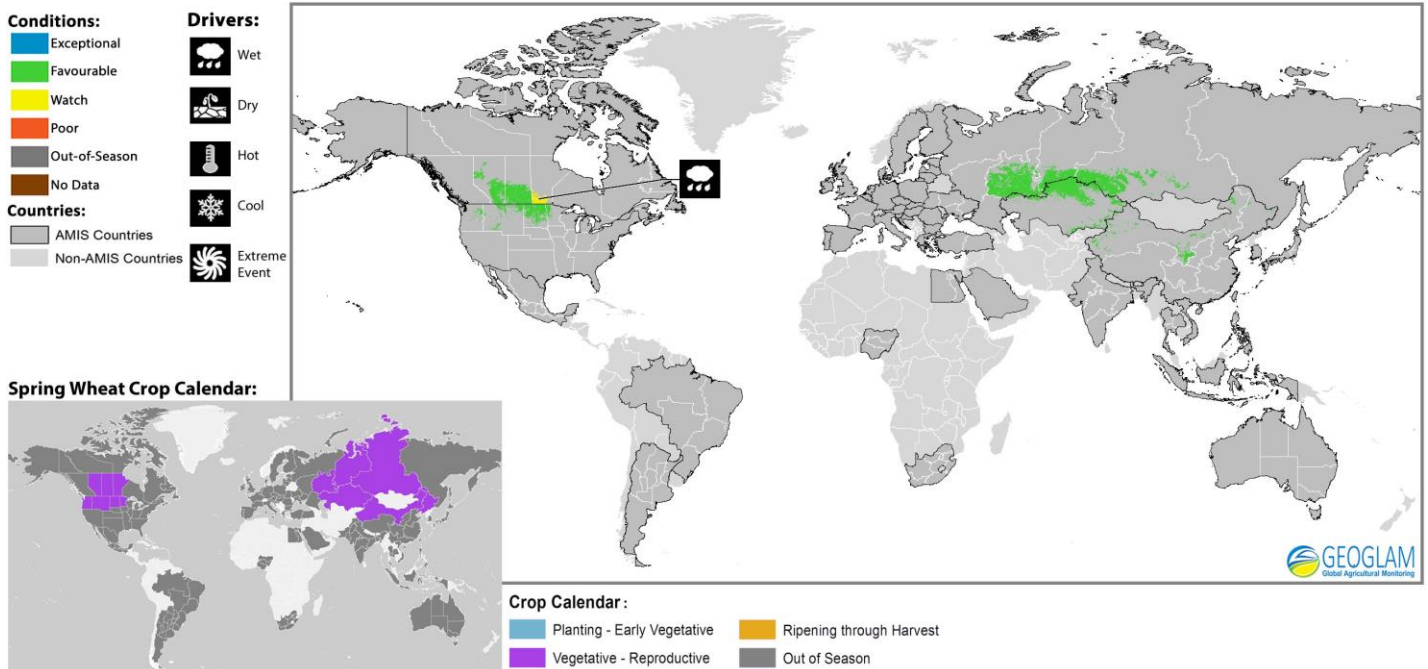 Conditions:
Exceptional
Favourable
Watch
Poor
Out-of-Season
No Data
Countries:
AMIS Countries
Non-AMIS Countries
Drivers:
Wet
Dry
Hot
Cool
Extreme
Event
Spring Wheat Crop Calendar:
GEOGLAM
Global Agricultural Monitoring
Crop Calendar :
Planting - Early Vegetative
Ripening through Harvest
Vegetative - Reproductive
Out of Season